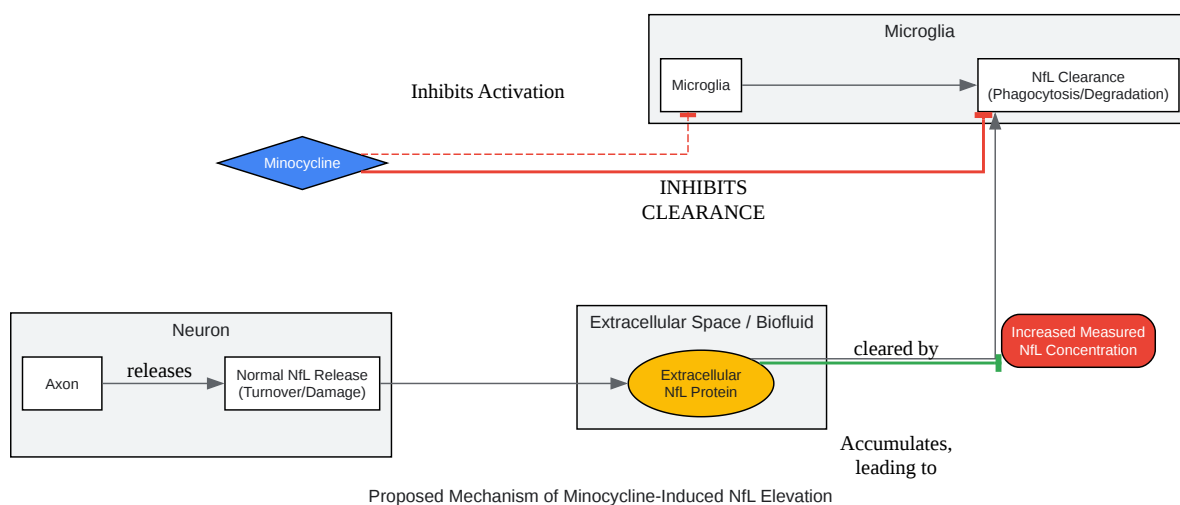 Microglia
Microglia
NfL Clearance
(Phagocytosis/Degradation)
Inhibits Activation
Minocycline
INHIBITS
CLEARANCE
Neuron
Axon
releases
Normal NfL Release
(Turnover/Damage)
Extracellular Space / Biofluid
Extracellular
NfL Protein
cleared by
Increased Measured
NfL Concentration
Accumulates,
leading to
Proposed Mechanism of Minocycline-Induced NfL Elevation